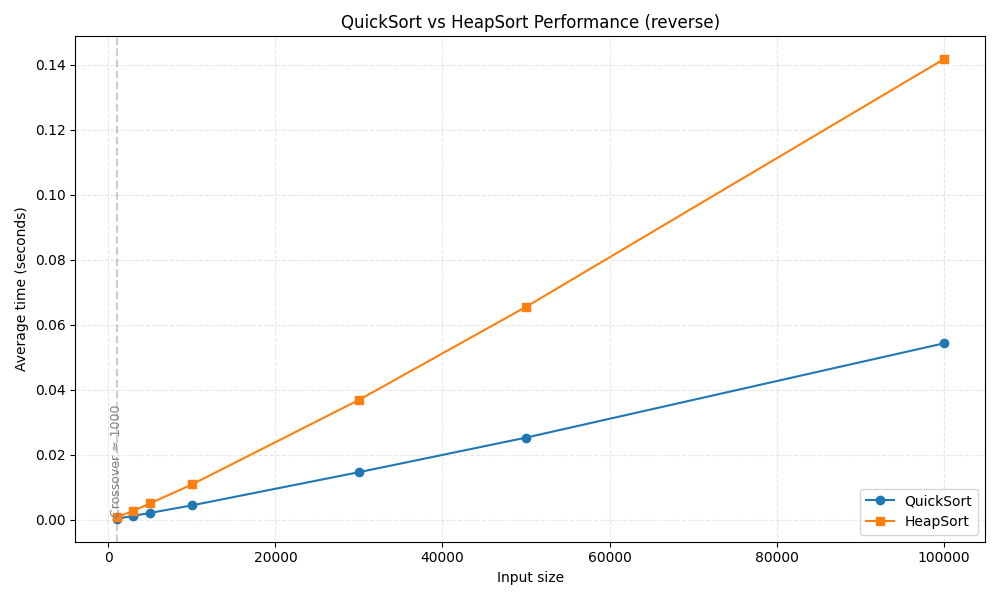 QuickSort vs HeapSort Performance (reverse)
0.14
0.12
0.10
0.08
0.06
0.04
0.02
0.00
Average time (seconds)
Crossover ≈ 1000
QuickSort
HeapSort
0
20000
40000
60000
80000
100000
Input size